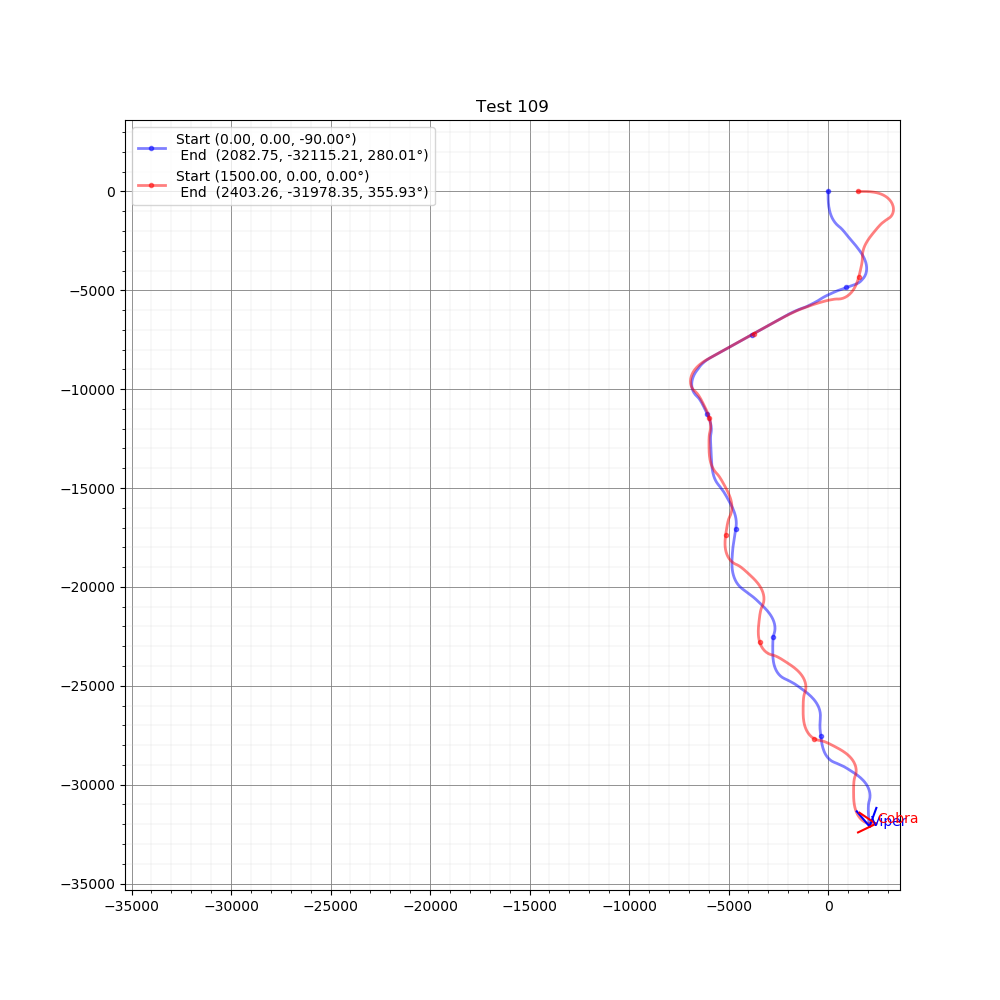 Test 109
Start (0.00, 0.00, -90.00°)
End (2082.75, -32115.21, 280.01°)
Start (1500.00, 0.00, 0.00°)
End (2403.26, -31978.35, 355.93°)
0
−5000
−10000
−15000
−20000
−25000
−30000
−35000
Cobra
Viper
−35000 −30000 −25000 −20000 −15000 −10000 −5000 0